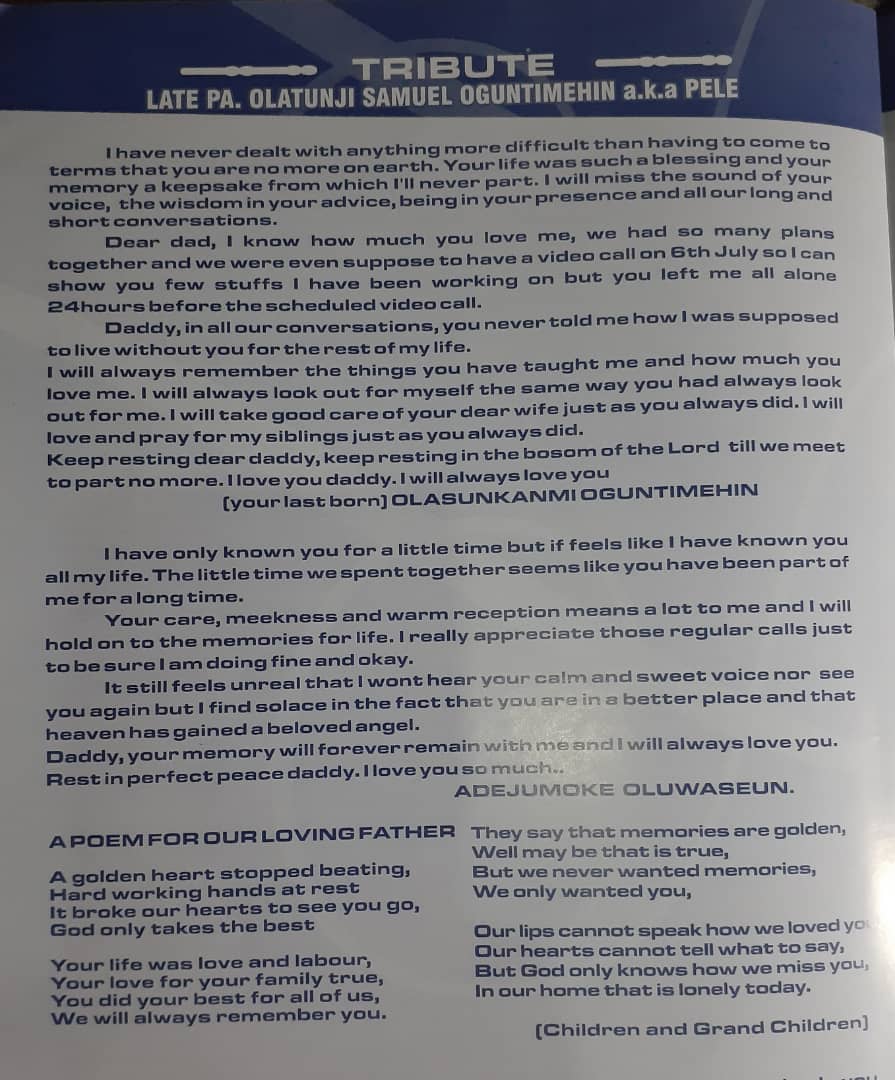 TRIBUTE
LATE PA. OLATUNJI SAMUEL OGUNTIMEHIN a.k.a PELE
I have never dealt with anything more difficult than having to come to
terms that you are no more on earth. Your life was such a blessing and your
memory a keepsake from which I'll never part. I will miss the sound of your
voice, the wisdom in your advice, being in your presence and all our long and
short conversations.
Dear dad, I know how much you love me, we had so many plans
together and we were even suppose to have a video call on 6th July so I can
show you few stuffs I have been working on but you left me all alone
24hours before the scheduled video call.
Daddy, in all our conversations, you never told me how I was supposed
to live without you for the rest of my life.
I will always remember the things you have taught me and how much you
love me. I will always look out for myself the same way you had always look
out for me. I will take good care of your dear wife just as you always did. I will
love and pray for my siblings just as you always did.
Keep resting dear daddy, keep resting in the bosom of the Lord till we meet
to part no more. I love you daddy. I will always love you
(your last born) OLASUNKANMI OGUNTIMEHIN
I have only known you for a little time but if feels like I have known you
all my life. The little time we spent together seems like you have been part of
me for a long time.
Your care, meekness and warm reception means a lot to me and I will
hold on to the memories for life. I really appreciate those regular calls just
to be sure I am doing fine and okay.
It still feels unreal that I wont hear your calm and sweet voice nor see
you again but I find solace in the fact that you are in a better place and that
heaven has gained a beloved angel.
Daddy, your memory will forever remain with me and I will always love you.
Rest in perfect peace daddy. I love you so much..
ADEJUMOKE OLUWASEUN.
A POEM FOR OUR LOVING FATHER
A golden heart stopped beating,
Hard working hands at rest
It broke our hearts to see you go,
God only takes the best
Your life was love and labour,
Your love for your family true,
You did your best for all of us,
We will always remember you.
They say that memories are golden,
Well may be that is true,
But we never wanted memories,
We only wanted you,
Our lips cannot speak how we loved
Our hearts cannot tell what to say,
But God only knows how we miss you,
In our home that is lonely today.
(Children and Grand Children)